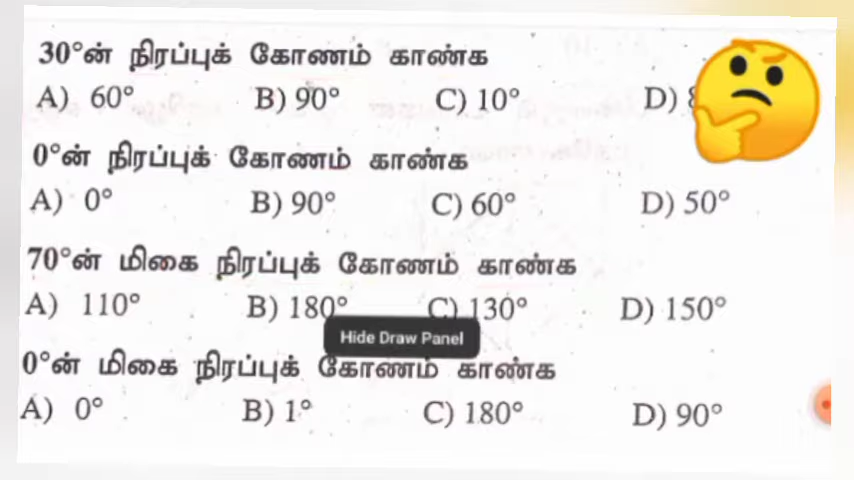 30°ன் நிரப்புக் கோணம் காண்க
A) 60° B) 90° C) 10° D)
0°ன் நிரப்புக் கோணம் காண்க
A) 0° B) 90° C) 60° D) 50°
70°ன் மிகை நிரப்புக் கோணம் காண்க
A) 110° B) 180° C) 130° D) 150°
Hide Draw Panel
0°ன் மிகை நிரப்புக் கோணம் காண்க
A) 0° B) 1° C) 180° D) 90°